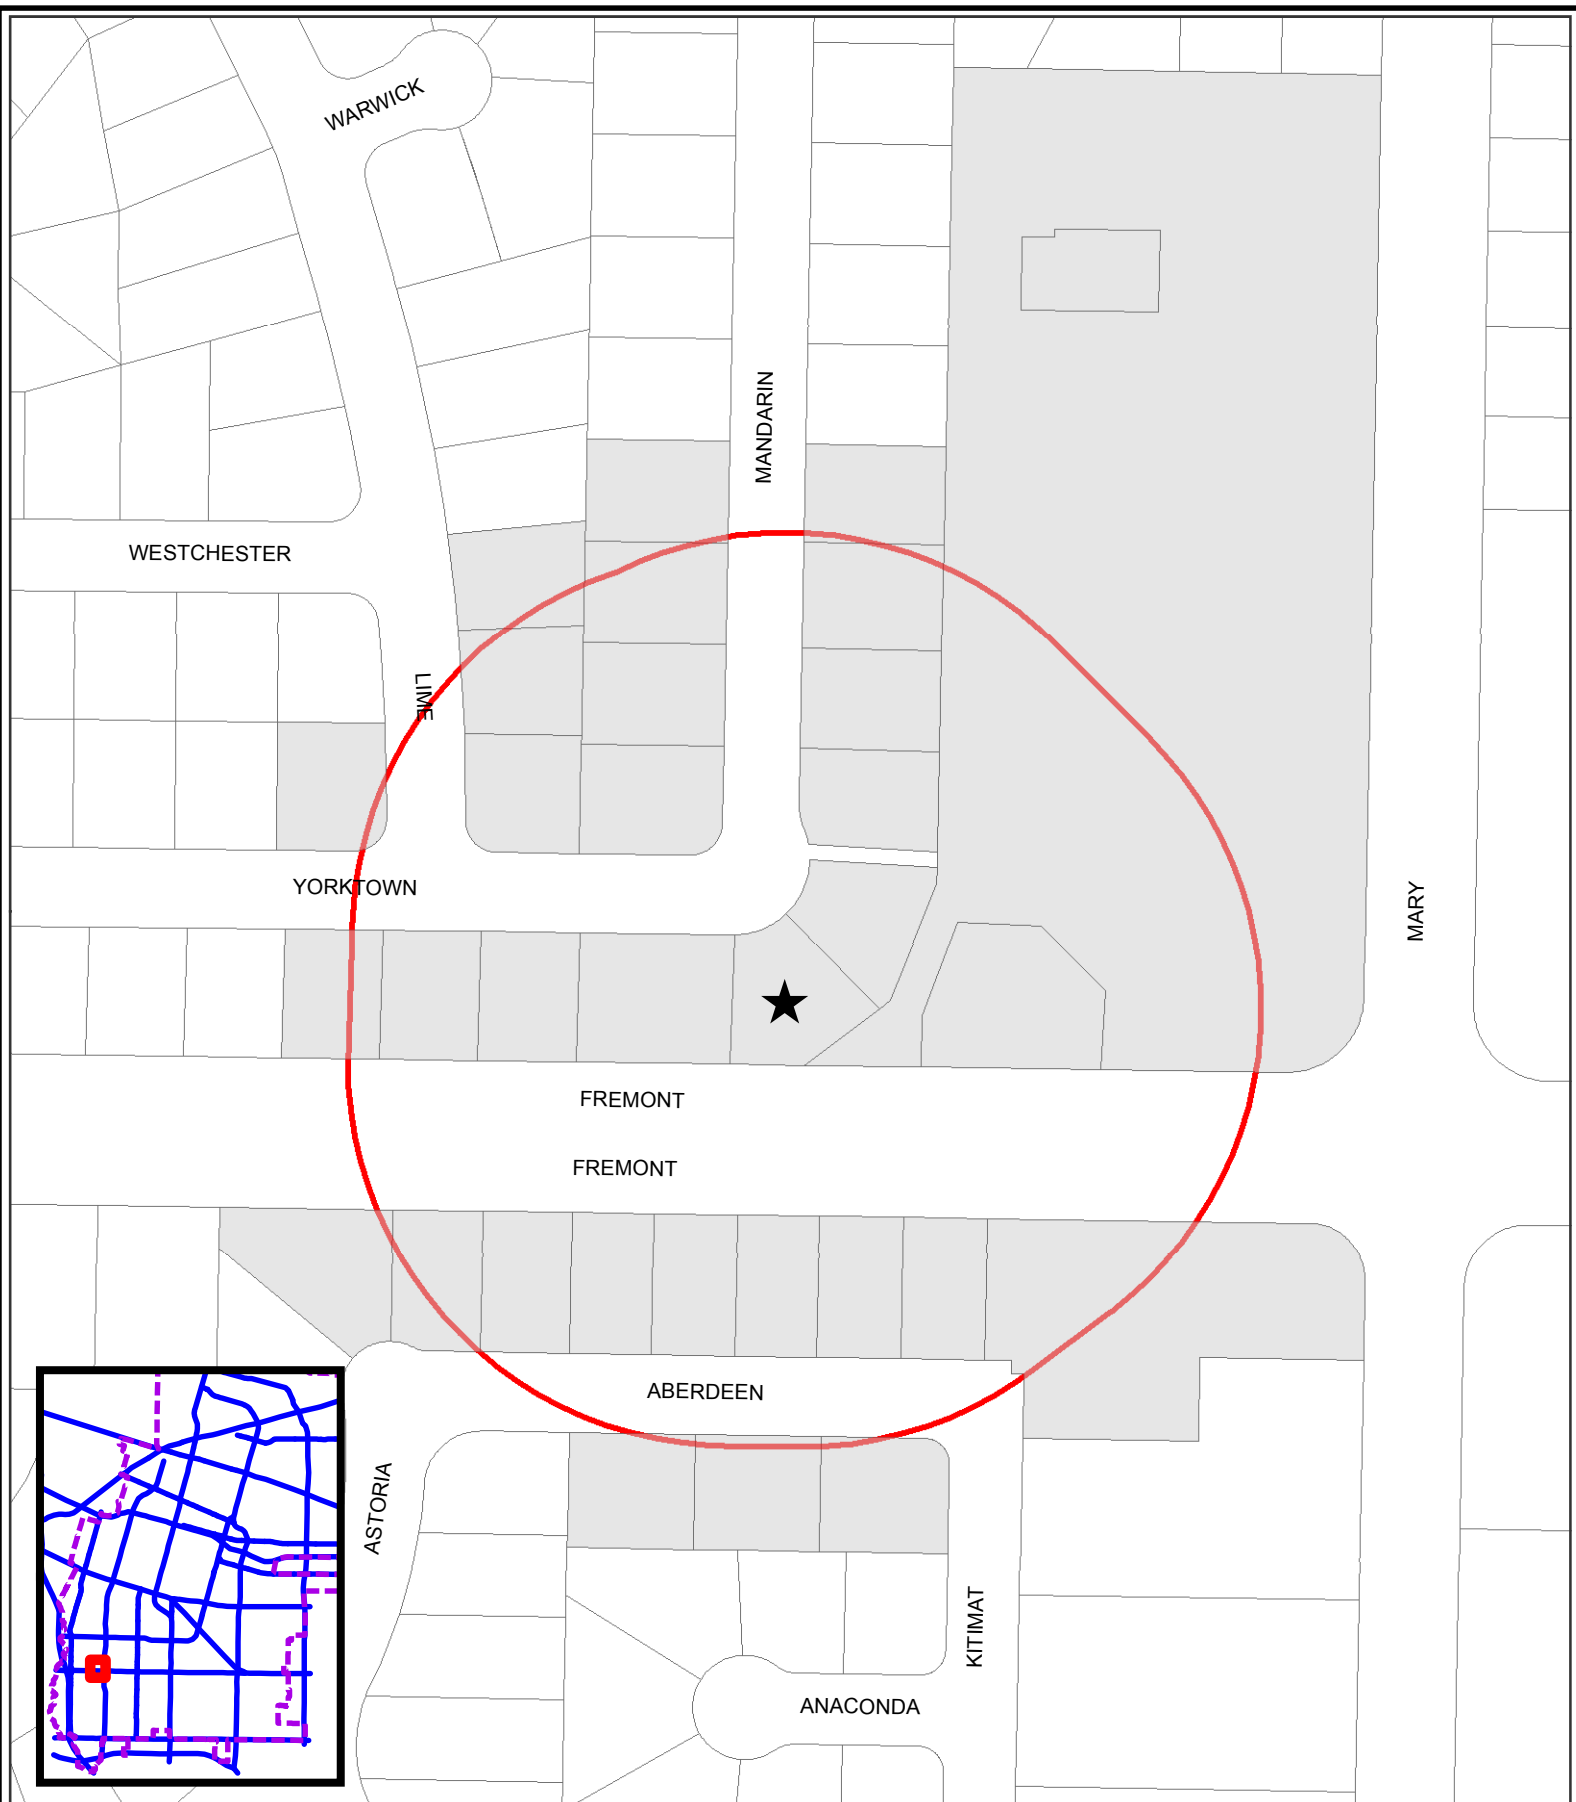 WARWICK
MANDARIN
WESTCHESTER
LIME
YORKTOWN
MARY
FREMONT
FREMONT
ABERDEEN
ASTORIA
KITIMAT
ANACONDA